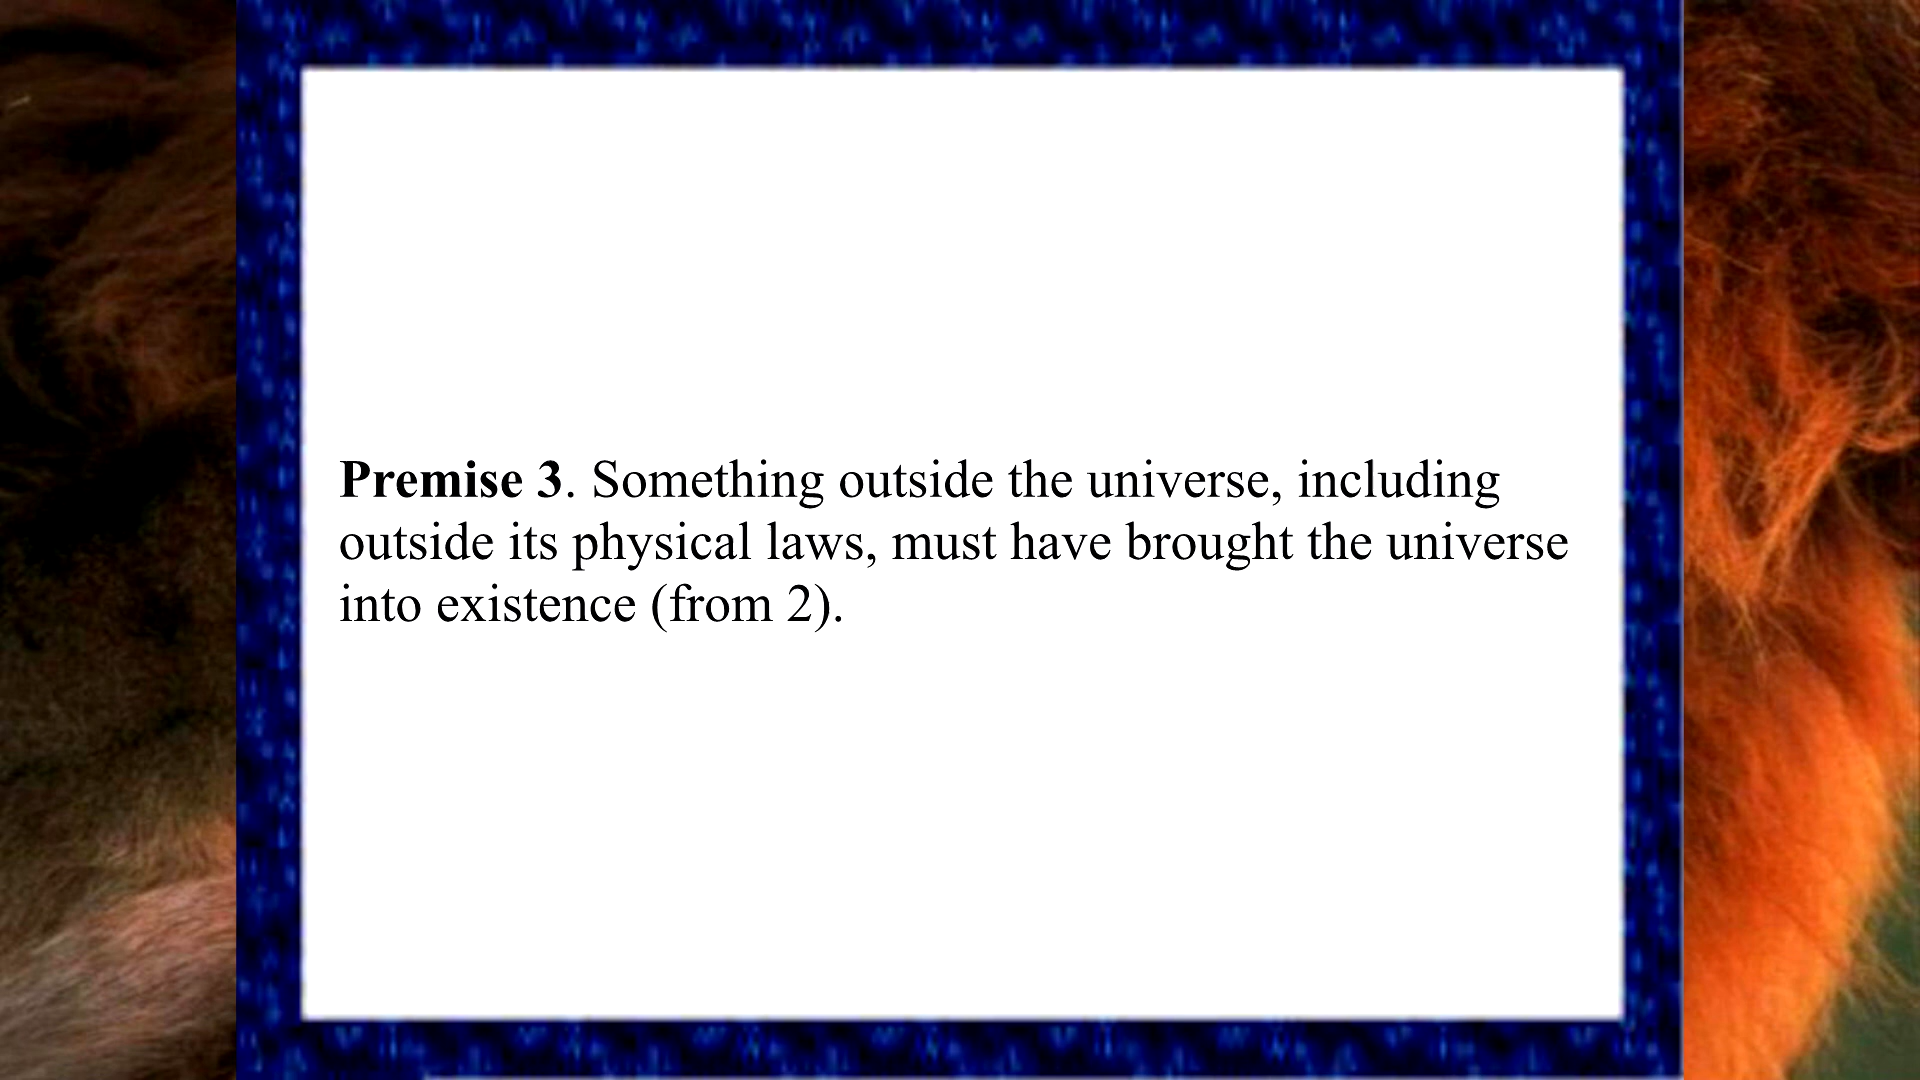 Premise 3. Something outside the universe, including
outside its physical laws, must have brought the universe
into existence (from 2).